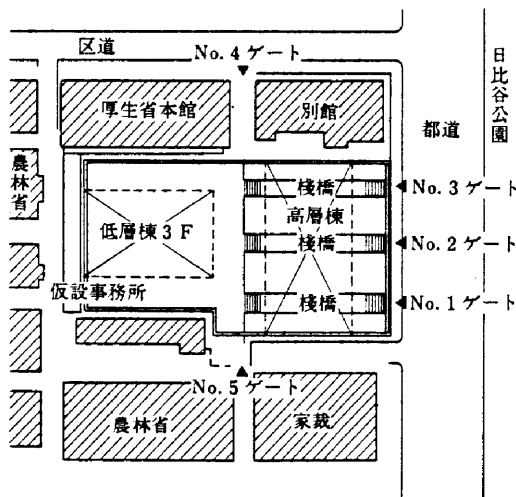 区道
No. 4 ゲート
厚生省本館
別館
都道
日比谷公園
農林省
桟橋
No. 3 ゲート
高層棟
低層棟 3 F
桟橋
No. 2 ゲート
仮設事務所
桟橋
No. 1 ゲート
No. 5 ゲート
農林省
家裁